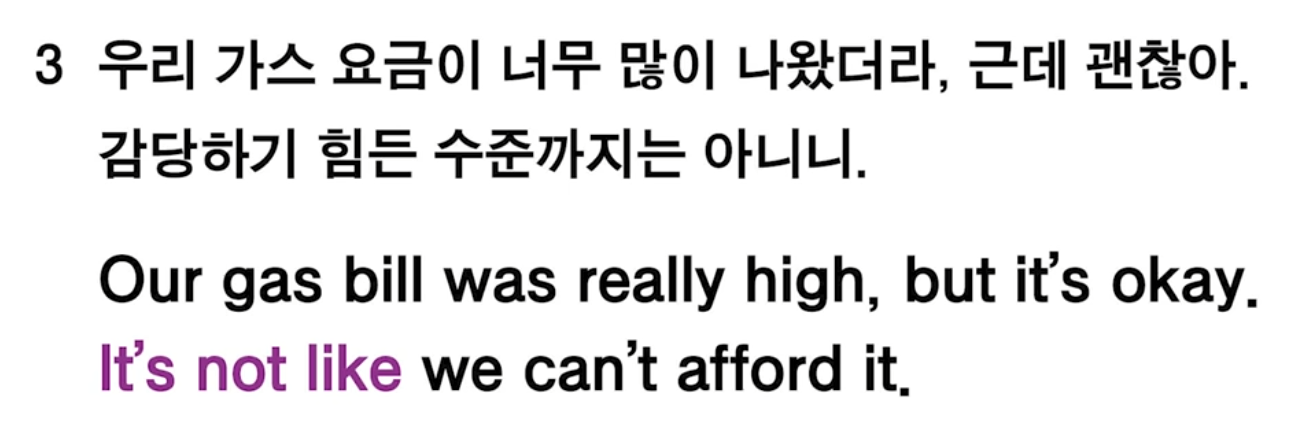 3 우리 가스 요금이 너무 많이 나왔더라, 근데 괜찮아.
감당하기 힘든 수준까지는 아니니.
Our gas bill was really high, but it’s okay.
It’s not like we can’t afford it.